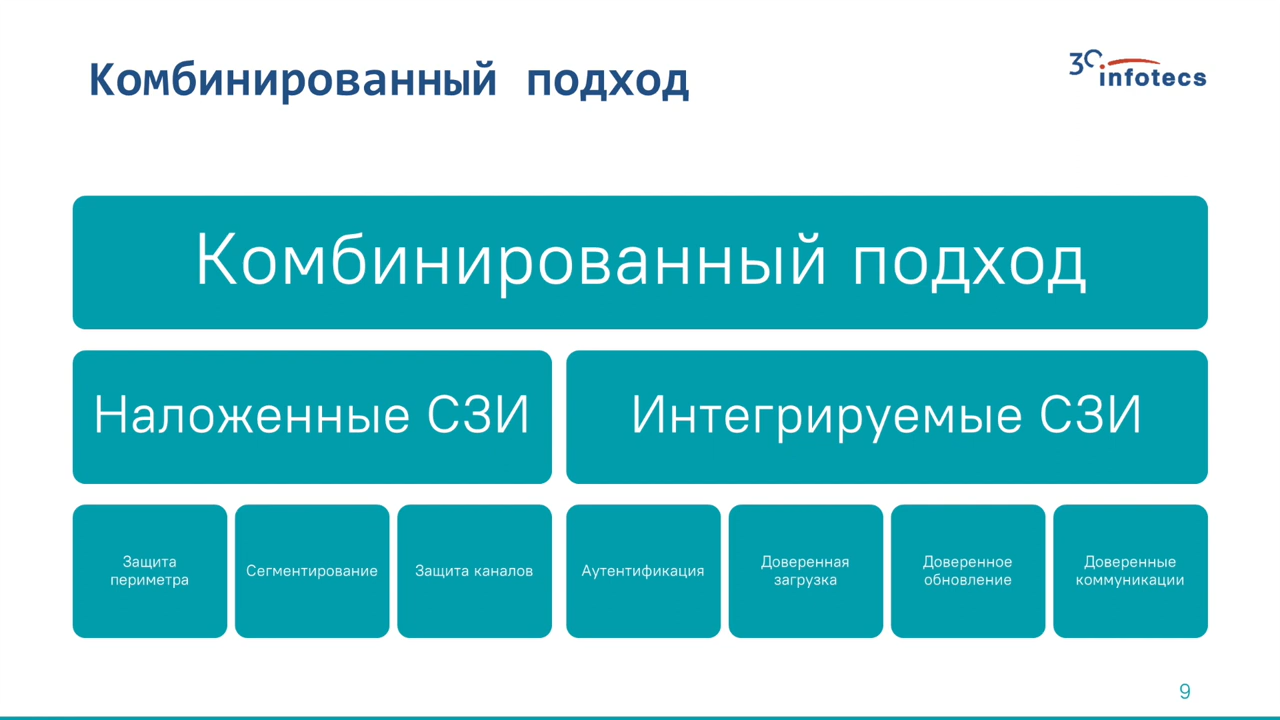 Комбинированный подход
30 infotecs
Комбинированный подход
Наложенные СЗИ
Интегрируемые СЗИ
Защита
периметра
Сегментирование
Защита каналов
Аутентификация
Доверенная
загрузка
Доверенное
обновление
Доверенные
коммуникации
9